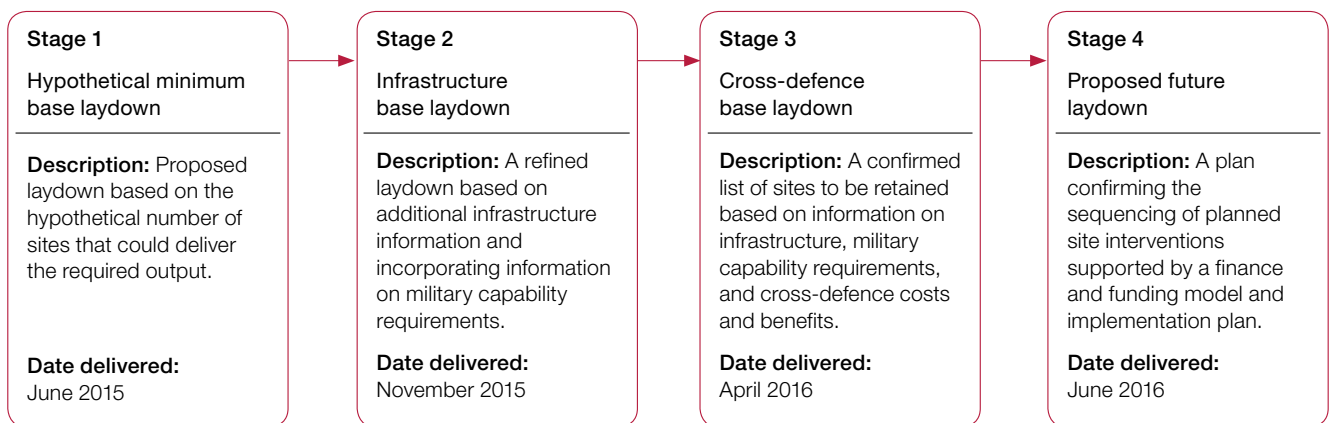 Stage 1
Hypothetical minimum
base laydown
Description: Proposed
laydown based on the
hypothetical number of
sites that could deliver
the required output.
Date delivered:
June 2015
Stage 2
Infrastructure
base laydown
Description: A refined
laydown based on
additional infrastructure
information and
incorporating information
on military capability
requirements.
Date delivered:
November 2015
Stage 3
Cross-defence
base laydown
Description: A confirmed
list of sites to be retained
based on information on
infrastructure, military
capability requirements,
and cross-defence costs
and benefits.
Date delivered:
April 2016
Stage 4
Proposed future
laydown
Description: A plan
confirming the
sequencing of planned
site interventions
supported by a finance
and funding model and
implementation plan.
Date delivered:
June 2016